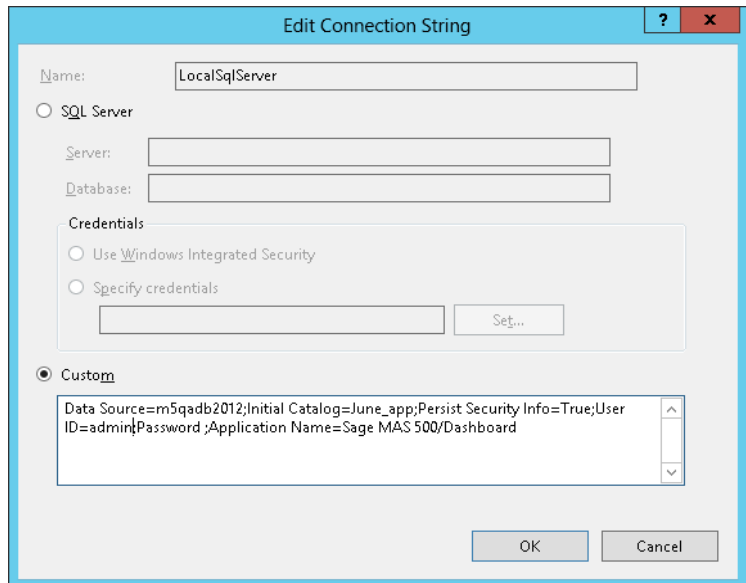 Edit Connection String
? x
Name: LocalSqlServer
SQL Server
Server:
Database:
Credentials
Use Windows Integrated Security
Specify credentials
Set...
Custom
Data Source=m5qadb2012;Initial Catalog=June_app;Persist Security Info=True;User
ID=admin;Password ;Application Name=Sage MAS 500/Dashboard
OK Cancel